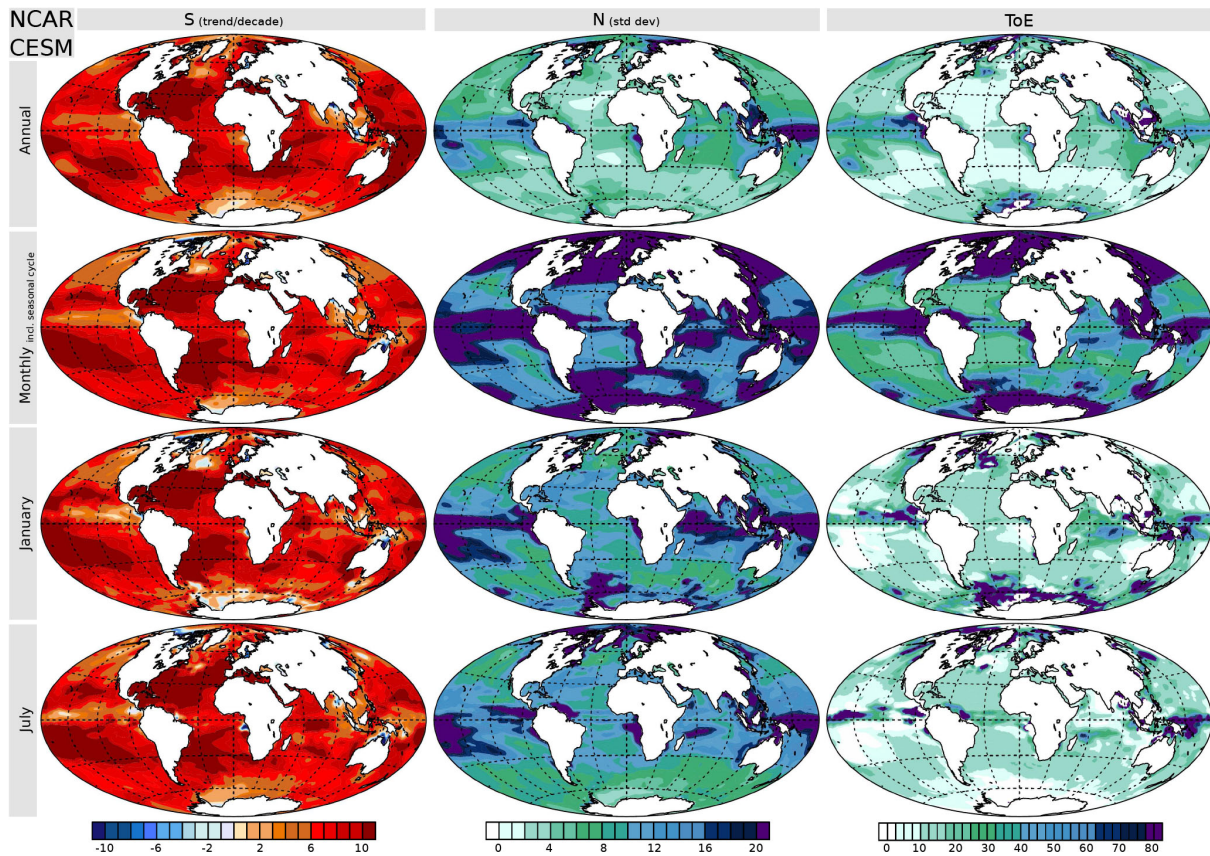 NCAR
CESM
S (trend/decade)
N (std dev)
ToE
Annual
Monthly incl. seasonal cycle
January
July
-10 -6 -2 2 6 10
0 4 8 12 16 20
0 10 20 30 40 50 60 70 80